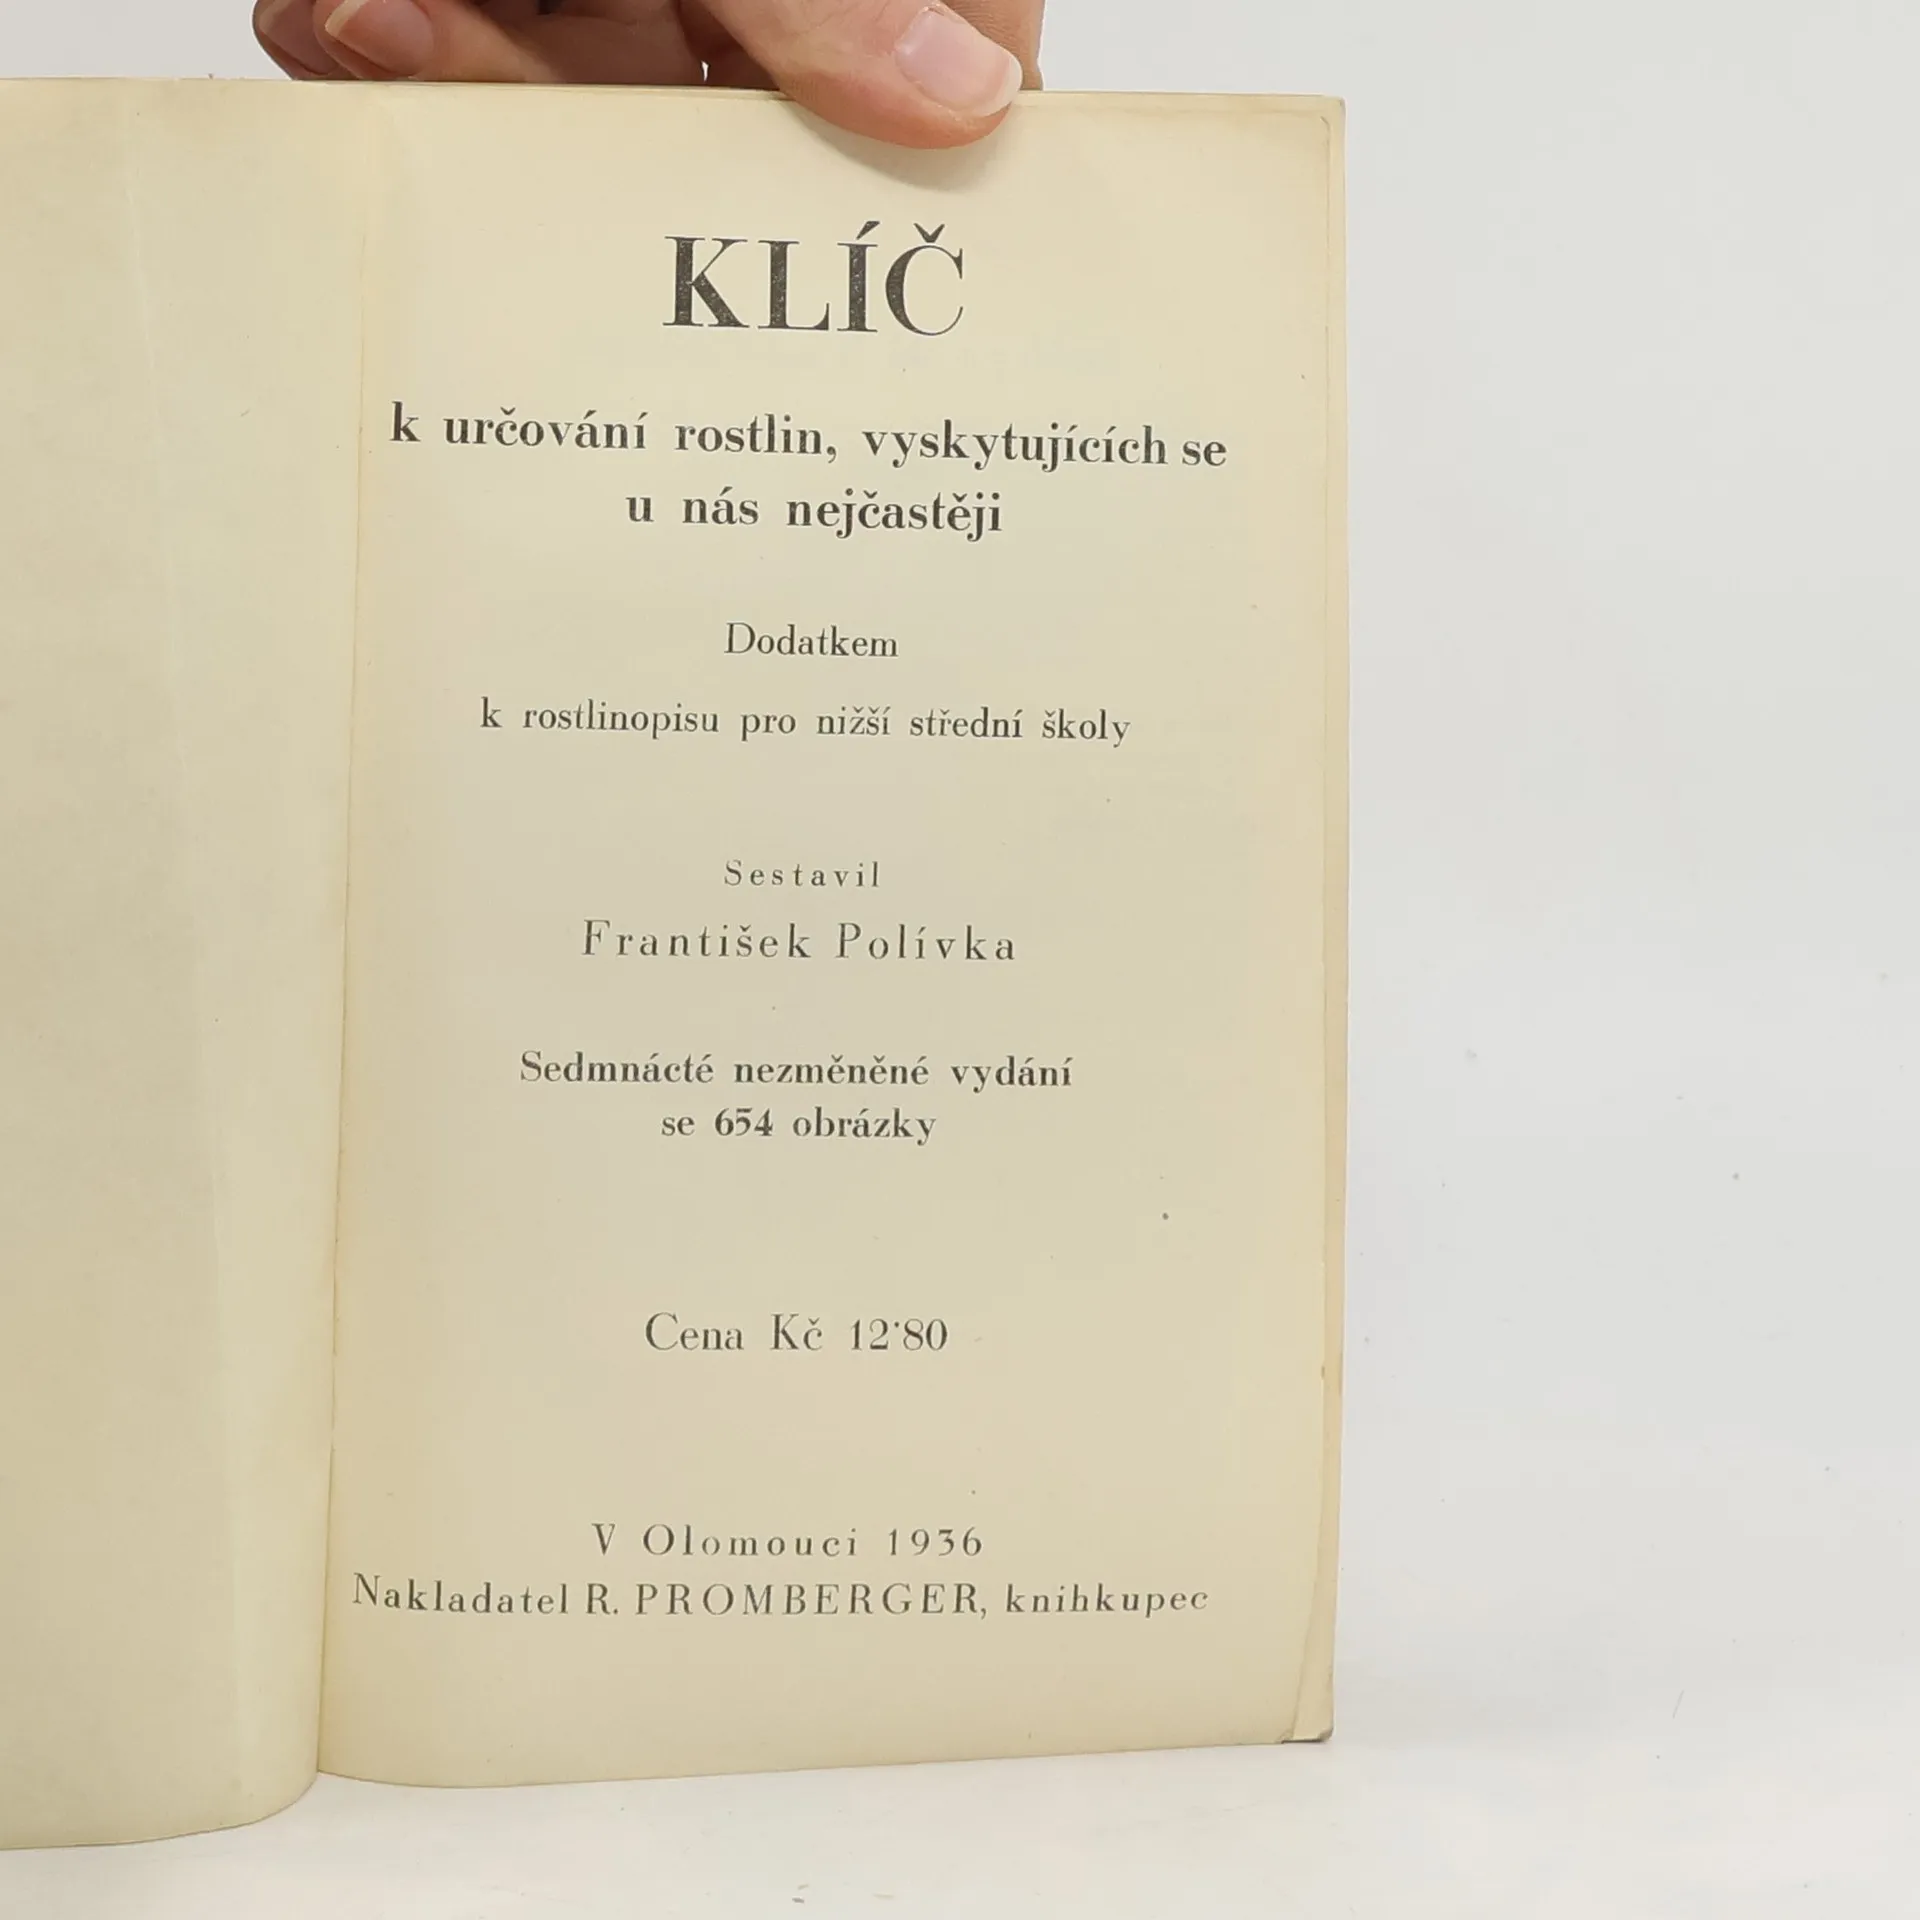 KLÍČ
k určování rostlin, vyskytujících se
u nás nejčastěji
Dodatkem
k rostlinopisu pro nižší střední školy
Sestavil
František Polívka
Sedmnácté nezměněné vydání
se 654 obrázky
Cena Kč 12·80
V Olomouci 1936
Nakladatel R. PROMBERGER, knihkupec